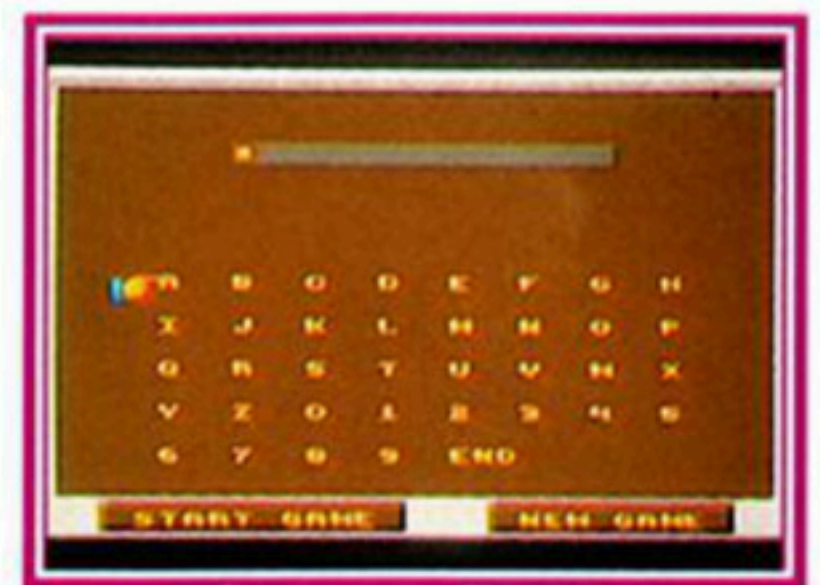 A B C D E F G H
I J K L M N O P
Q R S T U V W X
Y Z 0 1 2 3 4 5
6 7 8 9 END
START GAME NEW GAME